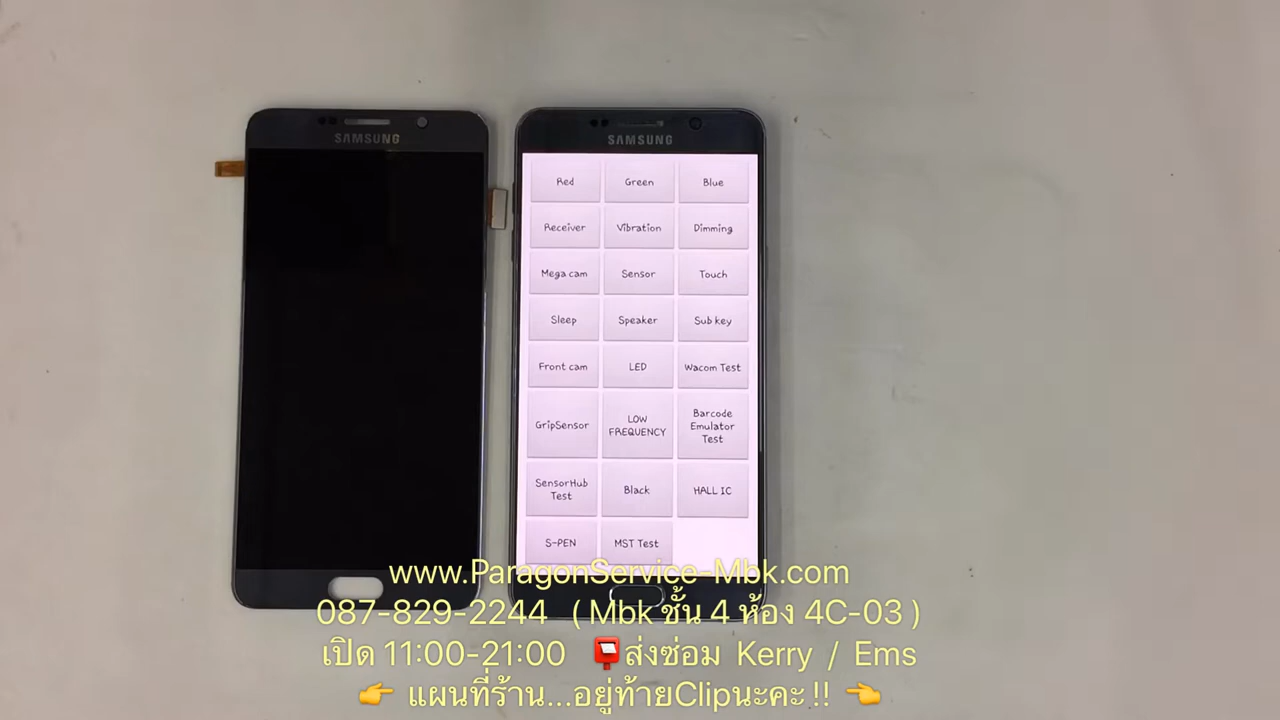 SAMSUNG
SAMSUNG
Red Green Blue
Receiver Vibration Dimming
Mega cam Sensor Touch
Sleep Speaker Sub key
Front cam LED Wacom Test
GripSensor LOW FREQUENCY Barcode Emulator Test
SensorHub Test Black HALL IC
S-PEN MST Test
www.ParagonService-Mbk.com
087-829-2244 ( Mbk ชั้น 4 ห้อง 4C-03 )
เปิด 11:00-21:00 📮ส่งซ่อม Kerry / Ems
👉 แผนที่ร้าน...อยู่ท้ายClipนะคะ !! 👈